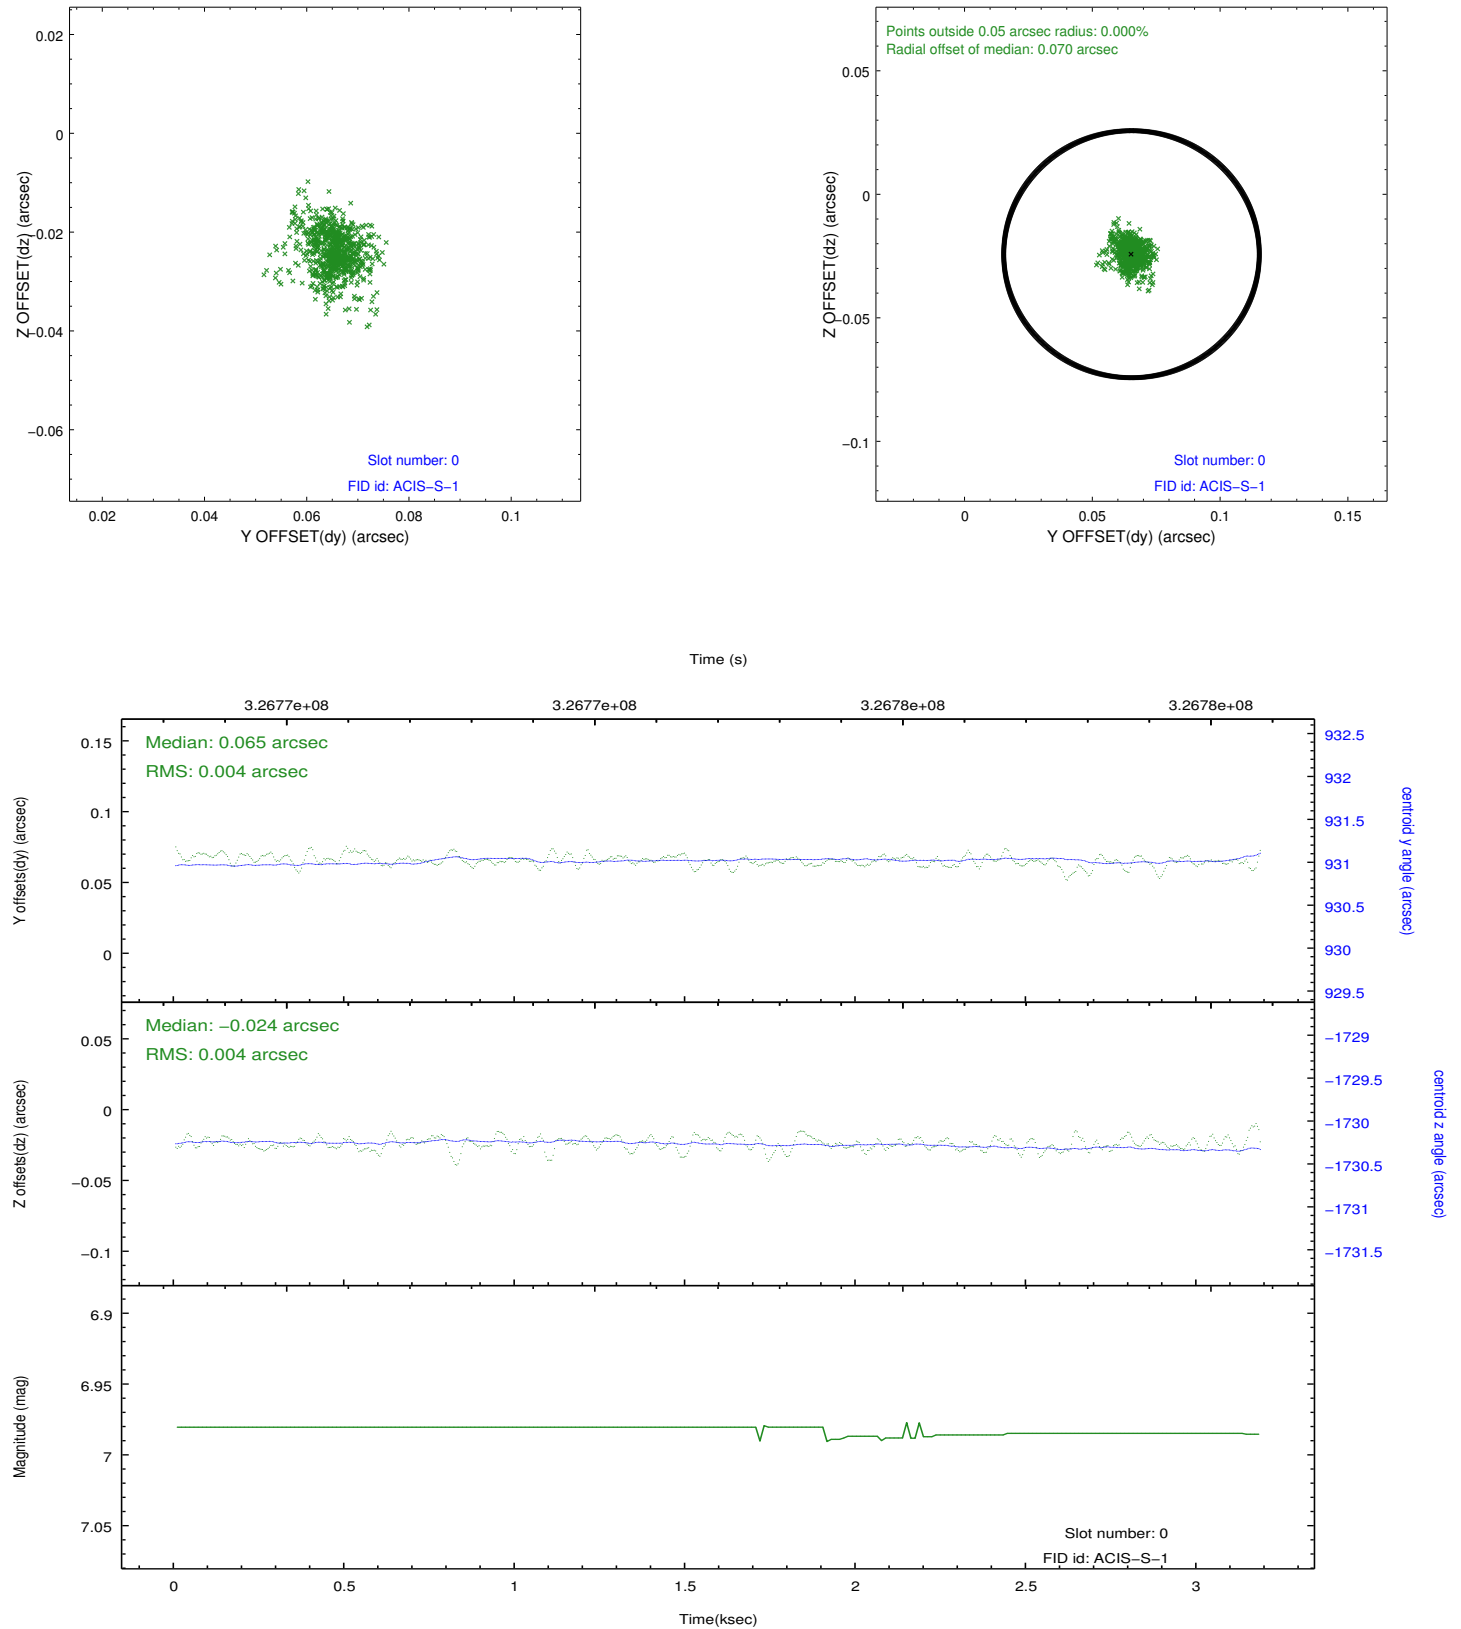 0.02
0
−0.02
−0.04
−0.06
Z OFFSET(dz) (arcsec)
Slot number: 0
FID id: ACIS−S−1
0.02 0.04 0.06 0.08 0.1
Y OFFSET(dy) (arcsec)
Points outside 0.05 arcsec radius: 0.000%
Radial offset of median: 0.070 arcsec
0.05
0
−0.05
−0.1
Z OFFSET(dz) (arcsec)
Slot number: 0
FID id: ACIS−S−1
0 0.05 0.1 0.15
Y OFFSET(dy) (arcsec)
Time (s)
3.2677e+08 3.2677e+08 3.2678e+08 3.2678e+08
Median: 0.065 arcsec
RMS: 0.004 arcsec
0.15
0.1
0.05
0
Y offsets(dy) (arcsec)
932.5
932
931.5
931
930.5
930
929.5
centroid y angle (arcsec)
Median: −0.024 arcsec
RMS: 0.004 arcsec
0.05
0
−0.05
−0.1
Z offsets(dz) (arcsec)
−1729
−1729.5
−1730
−1730.5
−1731
−1731.5
centroid z angle (arcsec)
6.9
6.95
7
7.05
Magnitude (mag)
Slot number: 0
FID id: ACIS−S−1
0 0.5 1 1.5 2 2.5 3
Time(ksec)